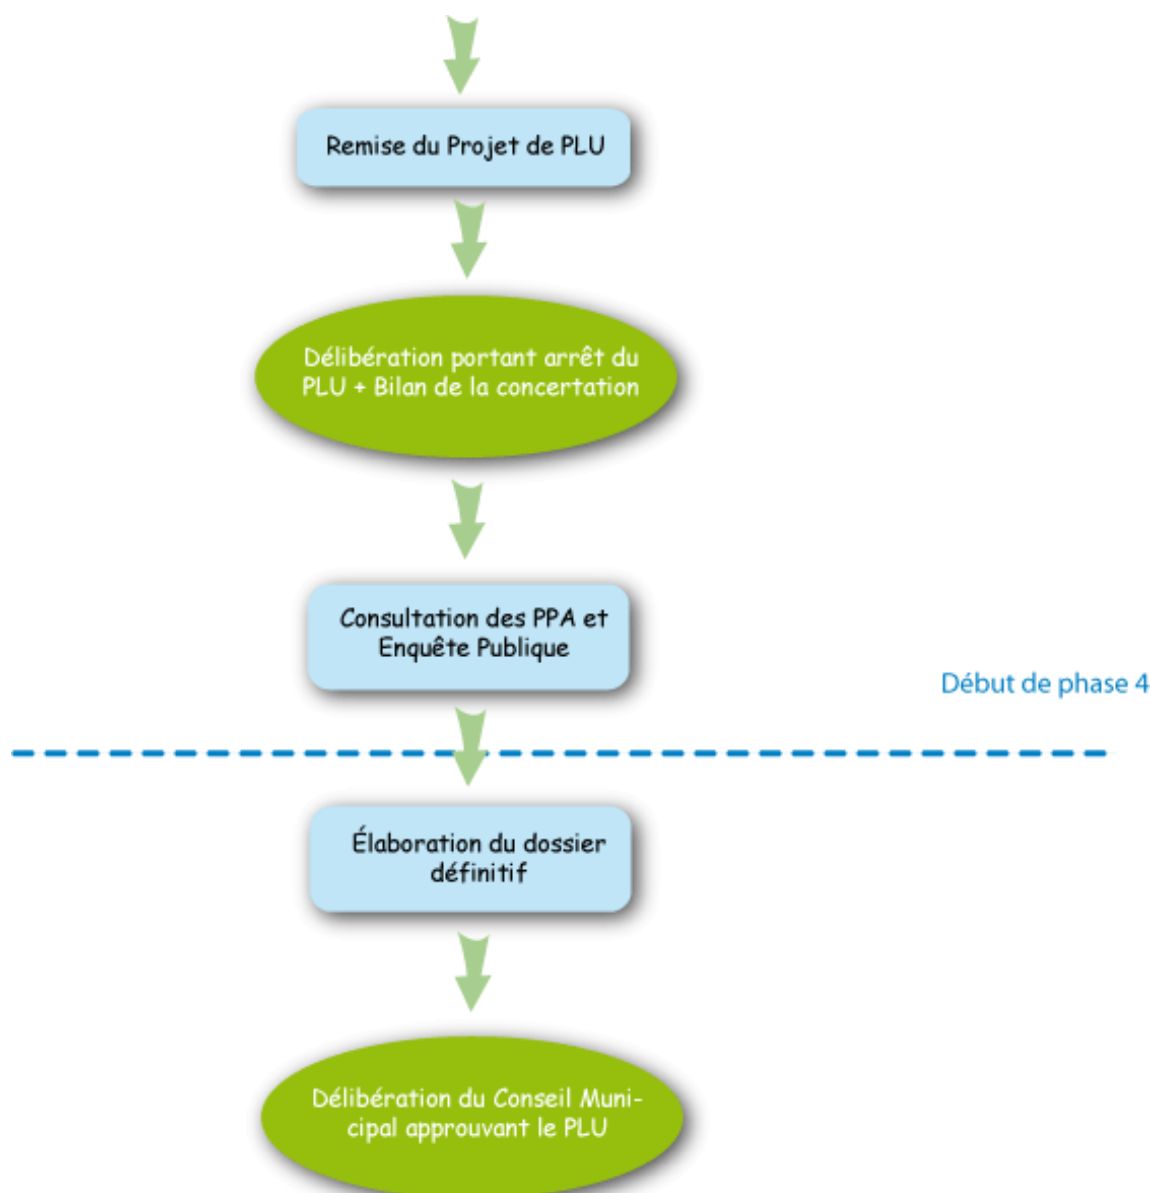 Remise du Projet de PLU
Délibération portant arrêt du
PLU + Bilan de la concertation
Consultation des PPA et
Enquête Publique
Début de phase 4
Élaboration du dossier
définitif
Délibération du Conseil Muni-
cipal approuvant le PLU